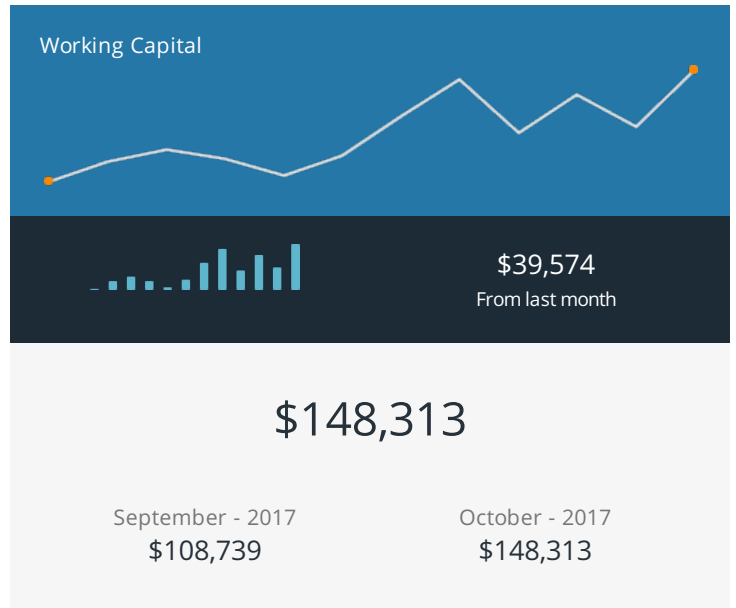 Working Capital
$39,574
From last month
$148,313
September - 2017
October - 2017
$108,739
$148,313